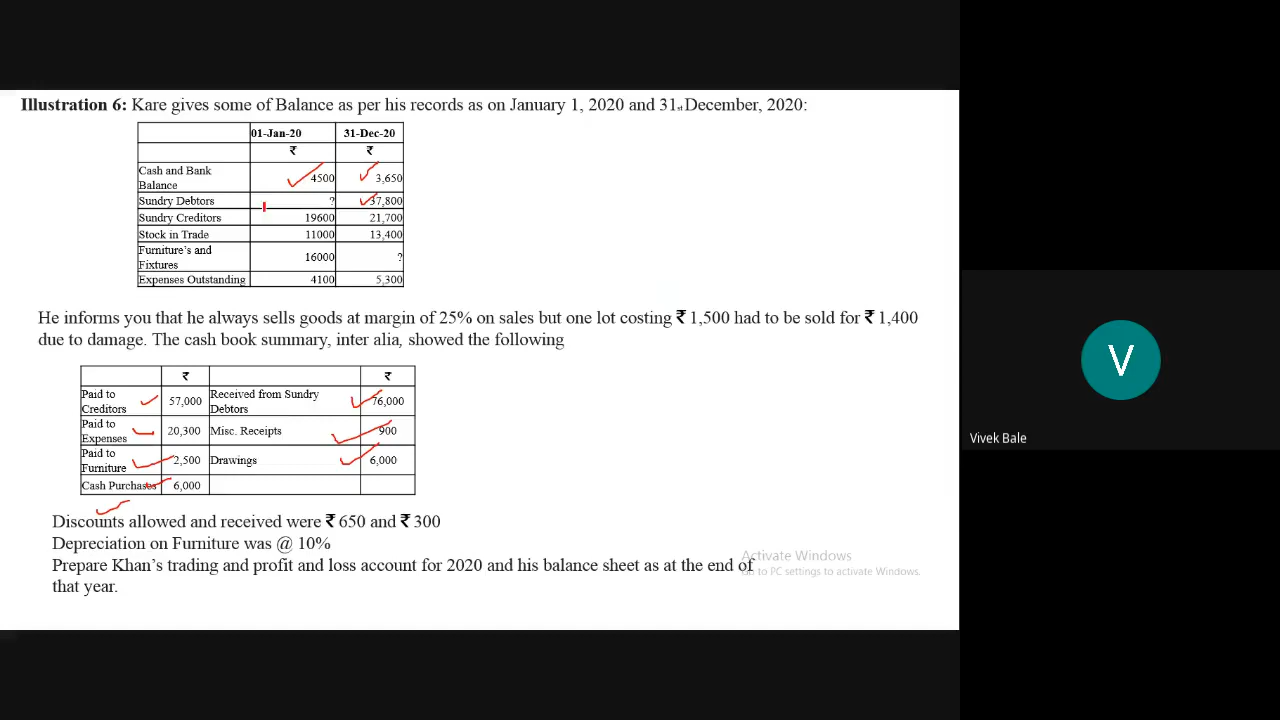 Illustration 6: Kare gives some of Balance as per his records as on January 1, 2020 and 31st December, 2020:
01-Jan-20 31-Dec-20
₹ ₹
Cash and Bank Balance 4500 3,650
Sundry Debtors ? 37,800
Sundry Creditors 19600 21,700
Stock in Trade 11000 13,400
Furniture's and Fixtures 16000 ?
Expenses Outstanding 4100 5,300
He informs you that he always sells goods at margin of 25% on sales but one lot costing ₹ 1,500 had to be sold for ₹ 1,400
due to damage. The cash book summary, inter alia, showed the following
₹ ₹
Paid to Creditors 57,000 Received from Sundry Debtors 76,000
Paid to Expenses 20,300 Misc. Receipts 900
Paid to Furniture 2,500 Drawings 6,000
Cash Purchases 6,000
Discounts allowed and received were ₹ 650 and ₹ 300
Depreciation on Furniture was @ 10%
Prepare Khan's trading and profit and loss account for 2020 and his balance sheet as at the end of
that year.
Activate Windows
Go to PC settings to activate Windows.
V
Vivek Bale